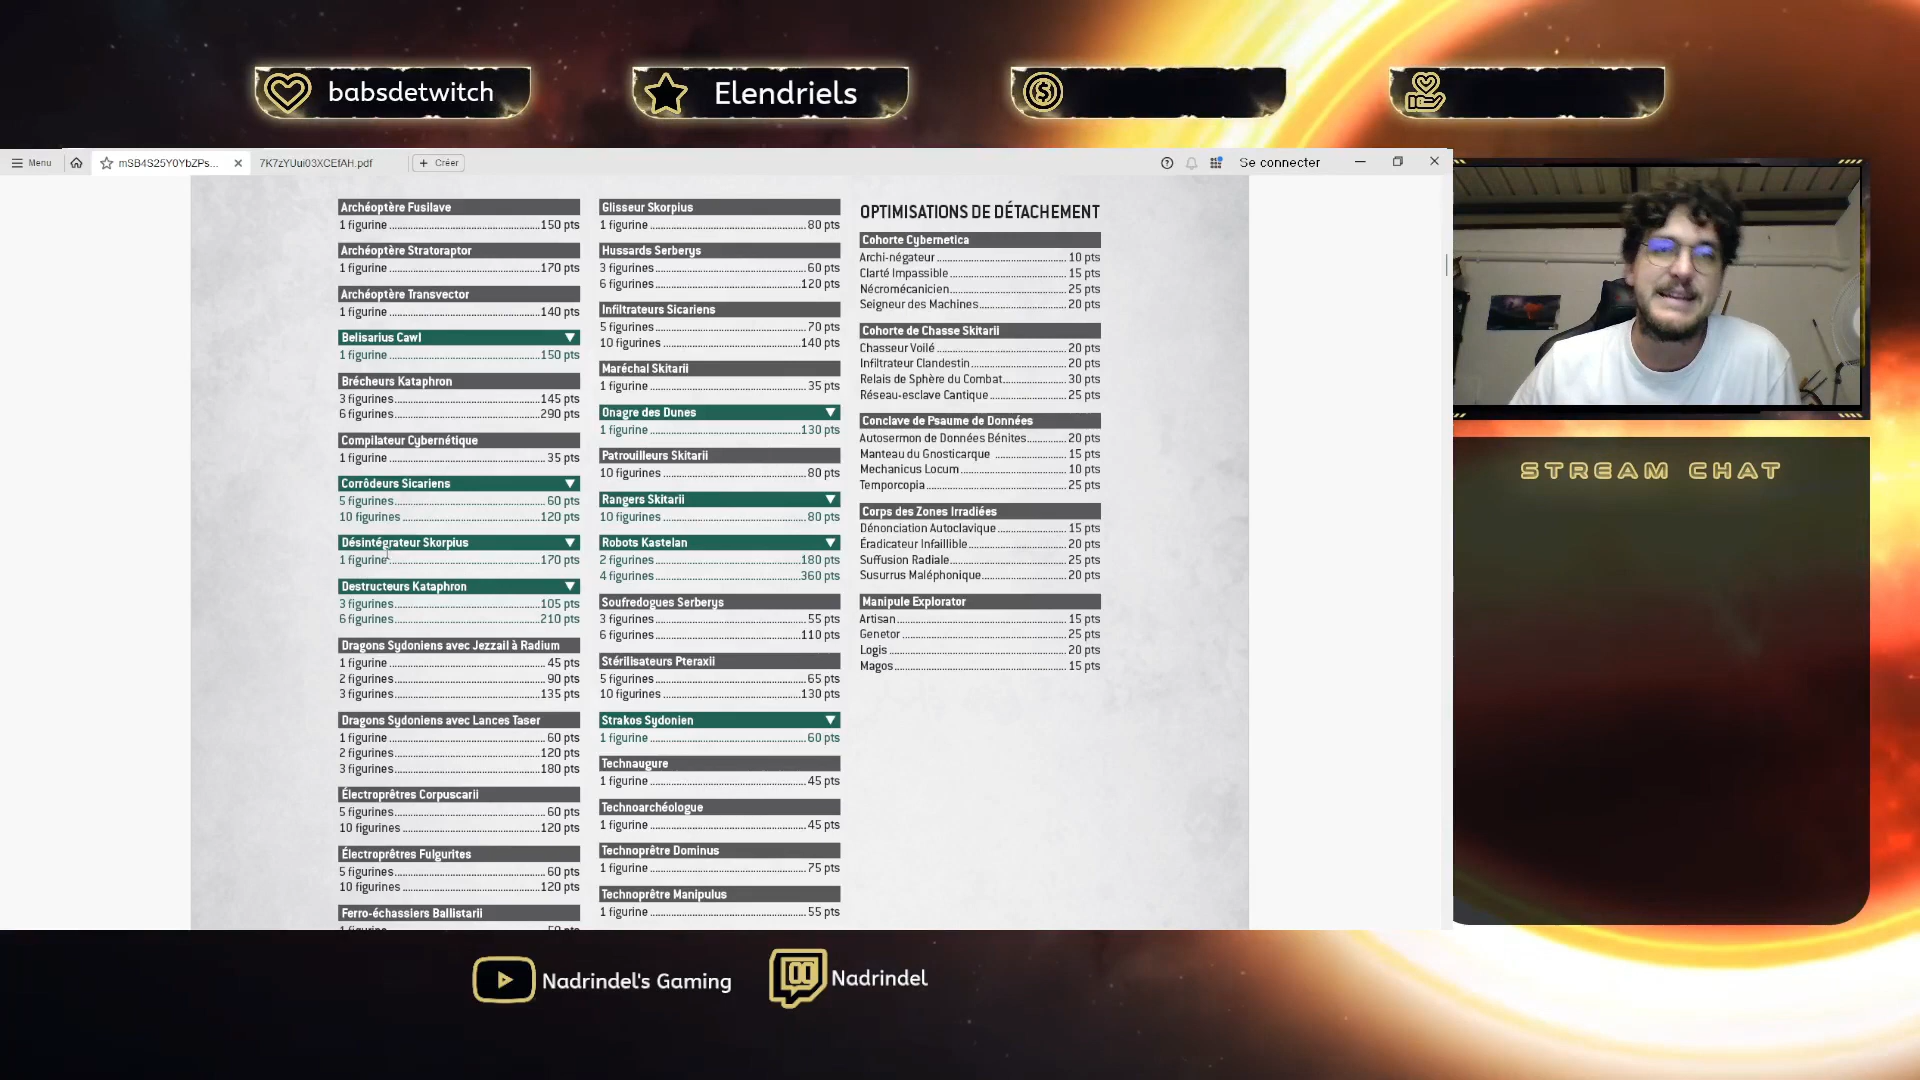 babsdetwitch
Elendriels
Menu
mSB4S25Y0YbZPs...
7K7zYUui03XCEfAH.pdf
+ Créer
Se connecter
Archéoptère Fusilave
1 figurine ... 150 pts
Archéoptère Stratoraptor
1 figurine ... 170 pts
Archéoptère Transvector
1 figurine ... 140 pts
Belisarius Cawl ▼
1 figurine ... 150 pts
Brécheurs Kataphron
3 figurines ... 145 pts
6 figurines ... 290 pts
Compilateur Cybernétique
1 figurine ... 35 pts
Corrôdeurs Sicariens ▼
5 figurines ... 60 pts
10 figurines ... 120 pts
Désintégrateur Skorpius ▼
1 figurine ... 170 pts
Destructeurs Kataphron ▼
3 figurines ... 105 pts
6 figurines ... 210 pts
Dragons Sydoniens avec Jezzail à Radium
1 figurine ... 45 pts
2 figurines ... 90 pts
3 figurines ... 135 pts
Dragons Sydoniens avec Lances Taser
1 figurine ... 60 pts
2 figurines ... 120 pts
3 figurines ... 180 pts
Électroprêtres Corpuscarii
5 figurines ... 60 pts
10 figurines ... 120 pts
Électroprêtres Fulgurites
5 figurines ... 60 pts
10 figurines ... 120 pts
Ferro-échassiers Ballistarii
Glisseur Skorpius
1 figurine ... 80 pts
Hussards Serberys
3 figurines ... 60 pts
6 figurines ... 120 pts
Infiltrateurs Sicariens
5 figurines ... 70 pts
10 figurines ... 140 pts
Maréchal Skitarii
1 figurine ... 35 pts
Onagre des Dunes ▼
1 figurine ... 130 pts
Patrouilleurs Skitarii
10 figurines ... 80 pts
Rangers Skitarii ▼
10 figurines ... 80 pts
Robots Kastelan ▼
2 figurines ... 180 pts
4 figurines ... 360 pts
Soufredogues Serberys
3 figurines ... 55 pts
6 figurines ... 110 pts
Stérilisateurs Pteraxii
5 figurines ... 65 pts
10 figurines ... 130 pts
Strakos Sydonien ▼
1 figurine ... 60 pts
Technaugure
1 figurine ... 45 pts
Technoarchéologue
1 figurine ... 45 pts
Technoprêtre Dominus
1 figurine ... 75 pts
Technoprêtre Manipulus
1 figurine ... 55 pts
OPTIMISATIONS DE DÉTACHEMENT
Cohorte Cybernetica
Archi-négateur ... 10 pts
Clarté Impassible ... 15 pts
Nécromécanicien ... 25 pts
Seigneur des Machines ... 20 pts
Cohorte de Chasse Skitarii
Chasseur Voilé ... 20 pts
Infiltrateur Clandestin ... 20 pts
Relais de Sphère du Combat ... 30 pts
Réseau-esclave Cantique ... 25 pts
Conclave de Psaume de Données
Autosermon de Données Bénites ... 20 pts
Manteau du Gnosticarque ... 15 pts
Mechanicus Locum ... 10 pts
Temporcopia ... 25 pts
Corps des Zones Irradiées
Dénonciation Autoclavique ... 15 pts
Éradicateur Infaillible ... 20 pts
Suffusion Radiale ... 25 pts
Susurrus Maléphonique ... 20 pts
Manipule Explorator
Artisan ... 15 pts
Genetor ... 25 pts
Logis ... 20 pts
Magos ... 15 pts
STREAM CHAT
Nadrindel's Gaming
Nadrindel